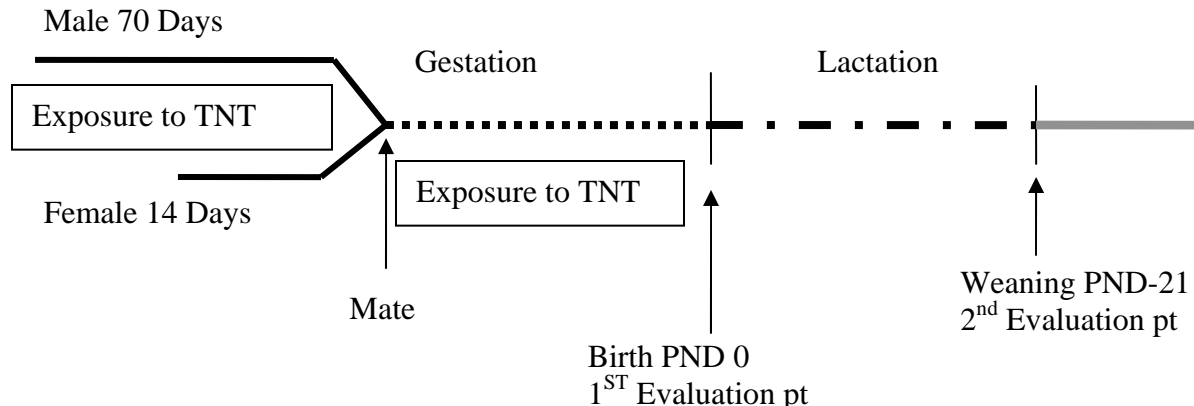 Male 70 Days
Gestation
Lactation
Exposure to TNT
Exposure to TNT
Female 14 Days
Mate
Weaning PND-21
2nd Evaluation pt
Birth PND 0
1ST Evaluation pt